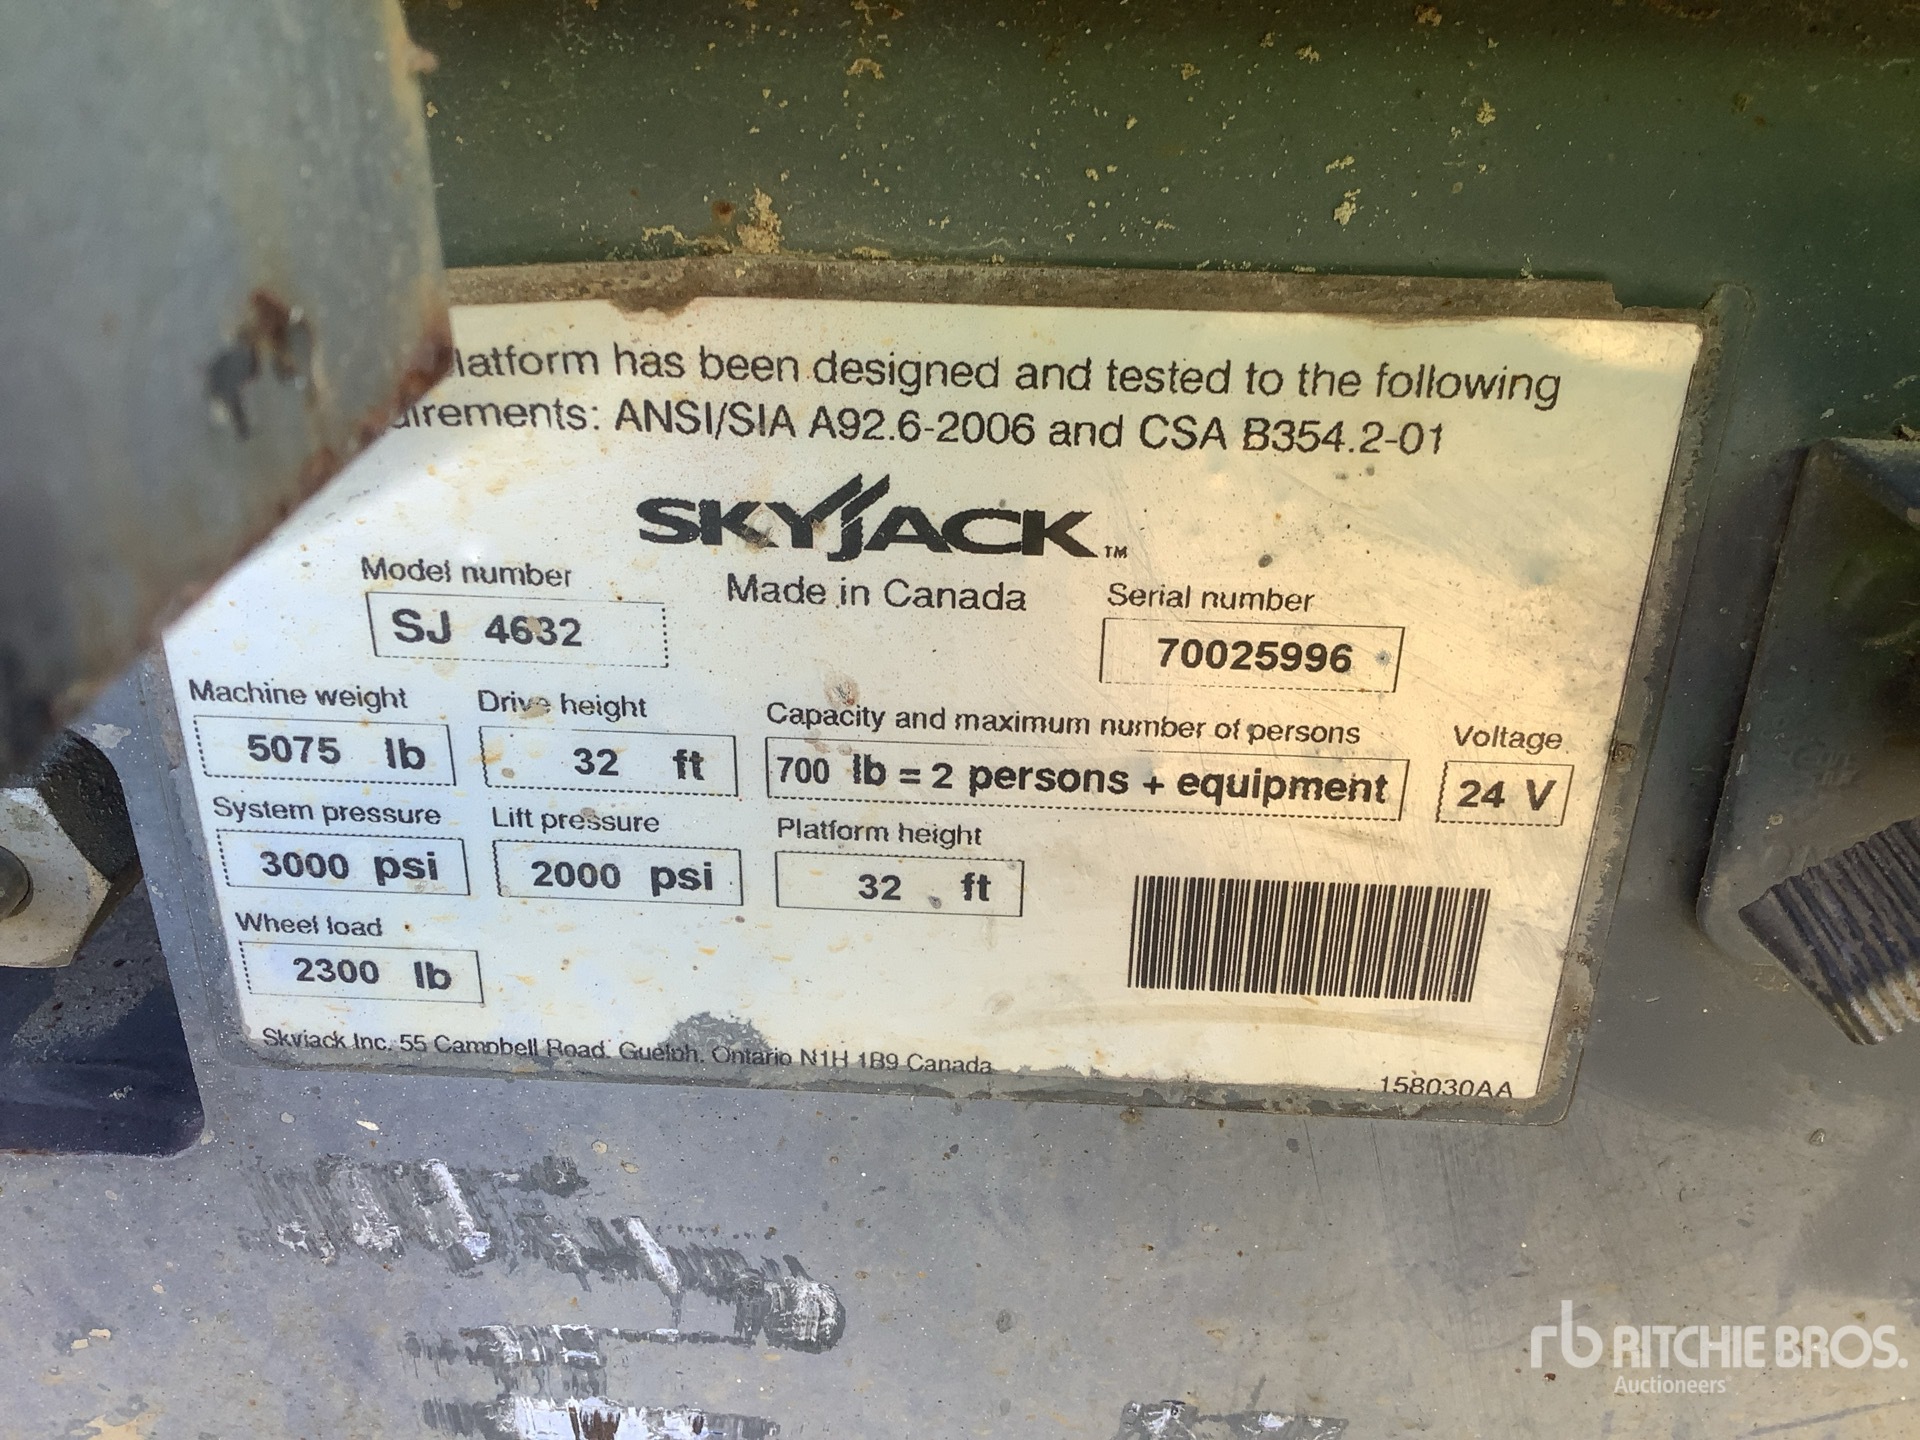 latform has been designed and tested to the following
uirements: ANSI/SIA A92.6-2006 and CSA B354.2-01
SKYJACK™
Made in Canada
Model number
SJ 4632
Serial number
70025996
Machine weight
5075 lb
Drive height
32 ft
Capacity and maximum number of persons
700 lb = 2 persons + equipment
Voltage
24 V
System pressure
3000 psi
Lift pressure
2000 psi
Platform height
32 ft
Wheel load
2300 lb
Skyjack Inc. 55 Campbell Road. Guelph. Ontario N1H 1B9 Canada
158030AA
rb RITCHIE BROS.
Auctioneers